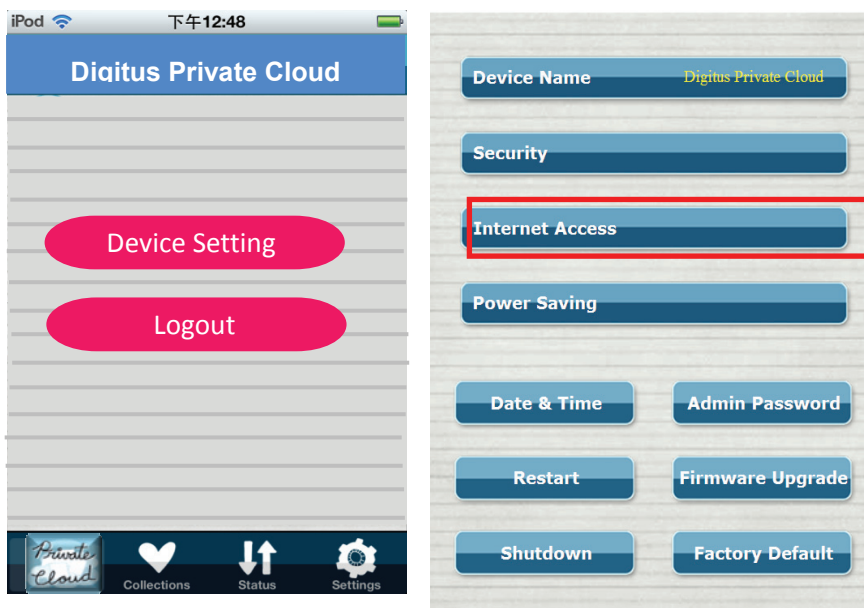 iPod 下午12:48
Digitus Private Cloud
Device Setting
Logout
Private
Cloud
Collections
Status
Settings
Device Name
Digitus Private Cloud
Security
Internet Access
Power Saving
Date & Time
Admin Password
Restart
Firmware Upgrade
Shutdown
Factory Default